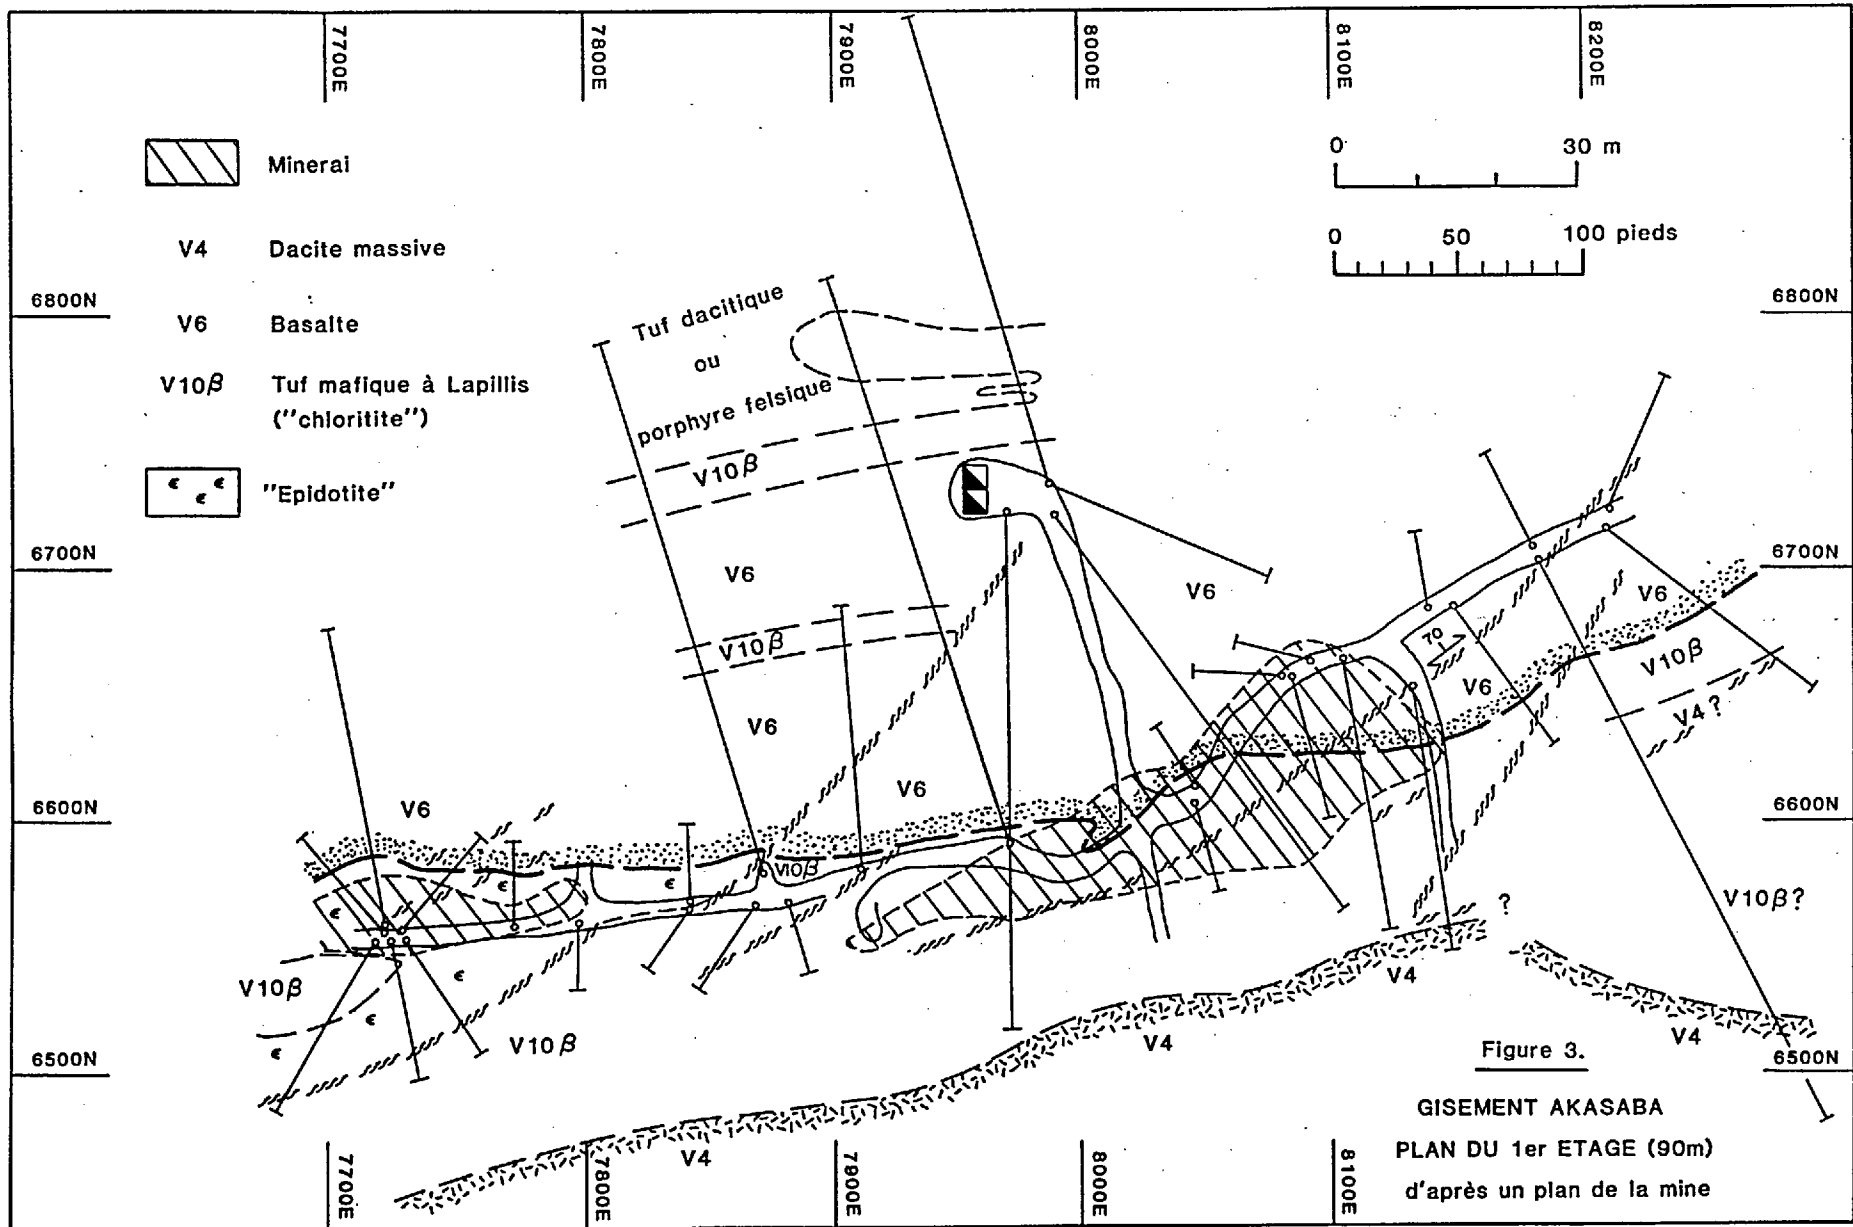 7700E
7800E
7900E
8000E
8100E
8200E
Minerai
0 30 m
V4 Dacite massive
0 50 100 pieds
6800N
6800N
V6 Basalte
V10β Tuf mafique à Lapillis
(''chloritite'')
є є є ''Epidotite''
Tuf dacitique
ou
porphyre felsique
V10β
6700N
6700N
V6
V6
V6
V10β
70
V10β
V6
V6
V4?
V6
V6
6600N
6600N
V10β
є
є
є
V10β?
?
є
V10β
V4
є
є
V10β
V4
V4
6500N
6500N
V4
Figure 3.
GISEMENT AKASABA
PLAN DU 1er ETAGE (90m)
d'après un plan de la mine
7700E
7800E
7900E
8000E
8100E